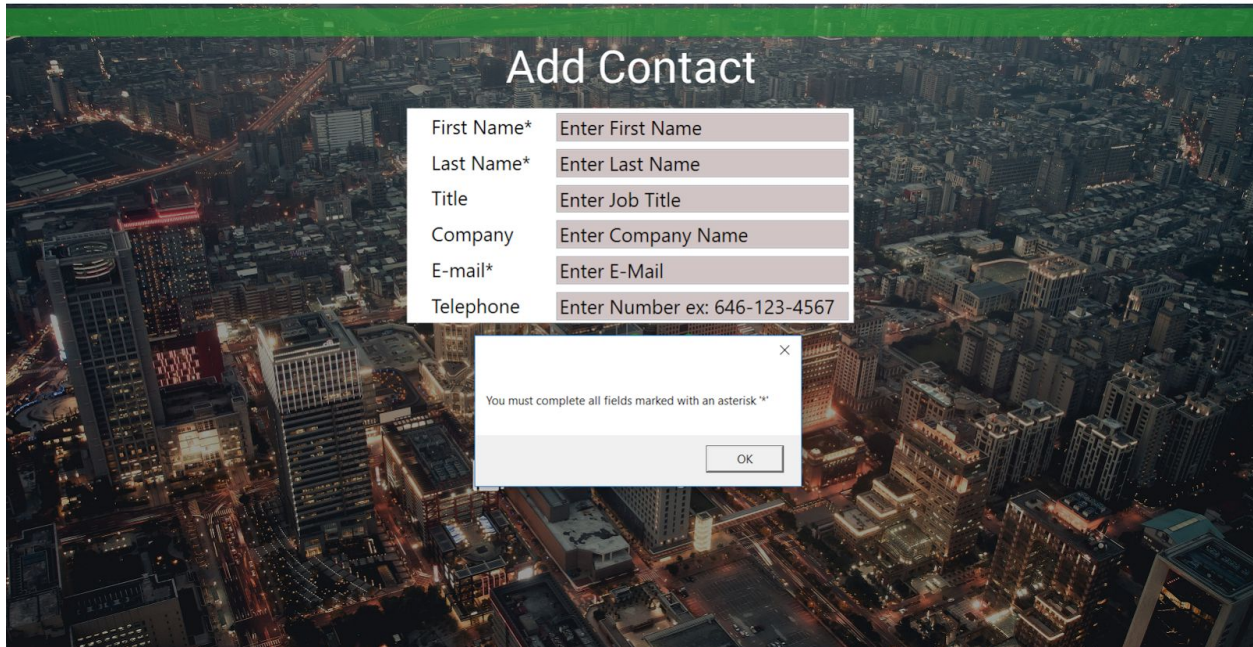 Add Contact
First Name* Enter First Name
Last Name* Enter Last Name
Title Enter Job Title
Company Enter Company Name
E-mail* Enter E-Mail
Telephone Enter Number ex: 646-123-4567
You must complete all fields marked with an asterisk '*'
OK